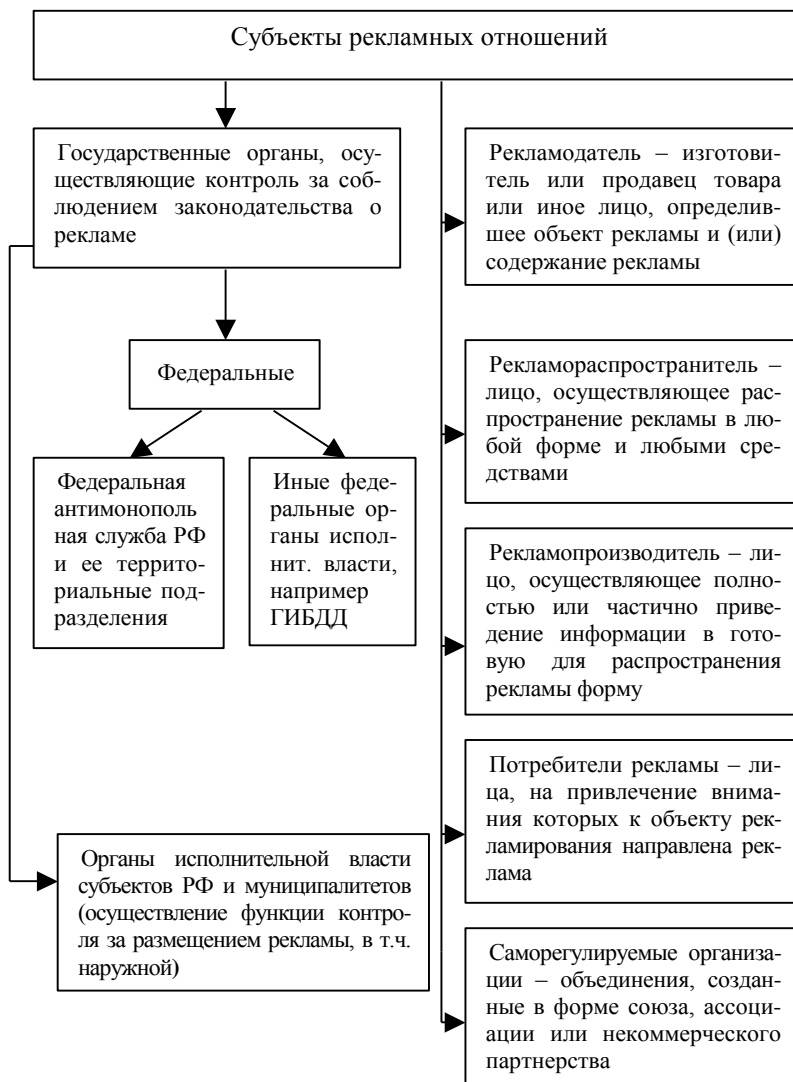 Субъекты рекламных отношений
Государственные органы, осу-
ществляющие контроль за соб-
людением законодательства о
рекламе
Федеральные
Федеральная
антимонополь
ная служба РФ
и ее террито-
риальные под-
разделения
Иные феде-
ральные ор-
ганы испол-
нит. власти,
например
ГИБДД
Органы исполнительной власти
субъектов РФ и муниципалитетов
(осуществление функции контро-
ля за размещением рекламы, в т.ч.
наружной)
Рекламодатель – изготови-
тель или продавец товара
или иное лицо, определив-
шее объект рекламы и (или)
содержание рекламы
Рекламораспространитель –
лицо, осуществляющее рас-
пространение рекламы в лю-
бой форме и любыми сре-
дствами
Рекламопроизводитель – ли-
цо, осуществляющее полно-
стью или частично приве-
дение информации в гото-
вую для распространения
рекламы форму
Потребители рекламы – ли-
ца, на привлечение внима-
ния которых к объекту рек-
ламирования направлена рек-
лама
Саморегулируемые организа-
ции – объединения, создан-
ные в форме союза, ассоци-
ации или некоммерческого
партнерства